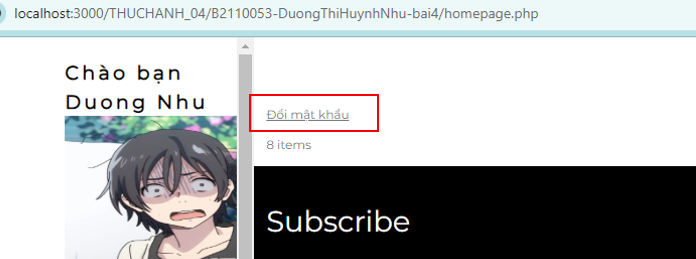 localhost:3000/THUCHANH_04/B2110053-DuongThiHuynhNhu-bai4/homepage.php
Chào bạn
Duong Nhu
Đổi mật khẩu
8 items
Subscribe